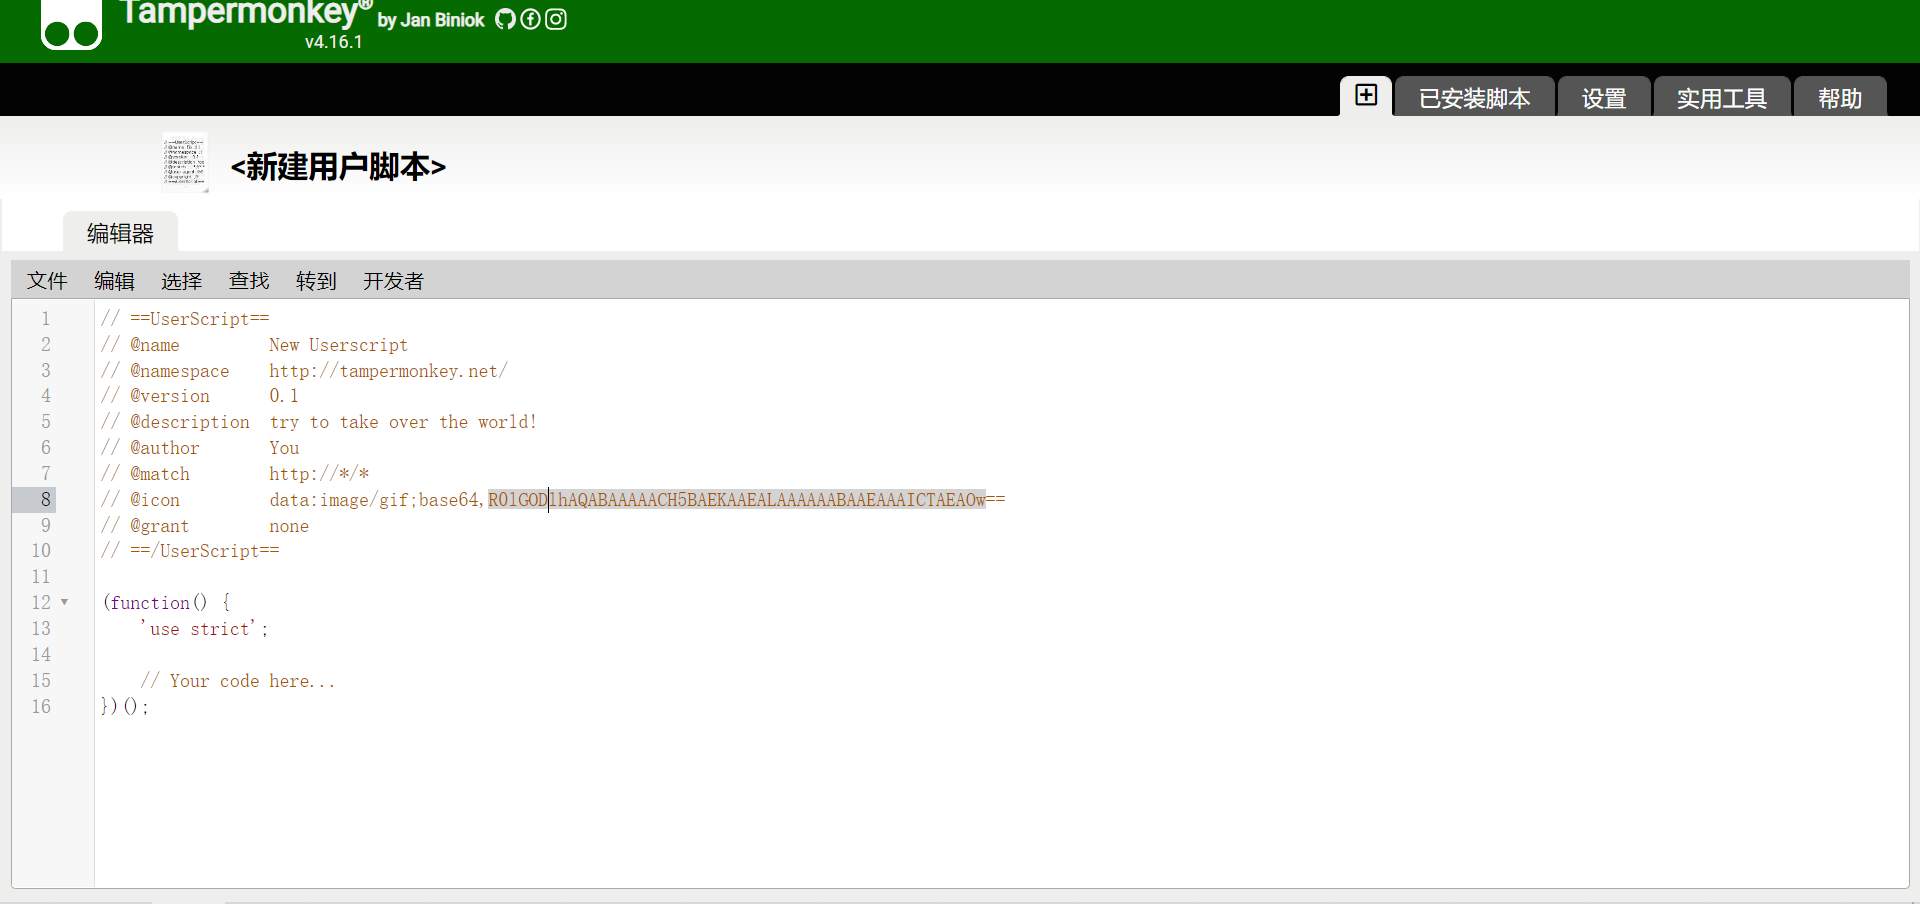 Tampermonkey® by Jan Biniok
v4.16.1
已安装脚本 设置 实用工具 帮助
<新建用户脚本>
编辑器
文件 编辑 选择 查找 转到 开发者
1 // ==UserScript==
2 // @name         New Userscript
3 // @namespace    http://tampermonkey.net/
4 // @version      0.1
5 // @description  try to take over the world!
6 // @author       You
7 // @match        http://*/*
8 // @icon         data:image/gif;base64,R0lGODlhAQABAAAAACH5BAEKAAEALAAAAAABAAEAAAICTAEAOw==
9 // @grant        none
10 // ==/UserScript==
11
12 (function() {
13     'use strict';
14
15     // Your code here...
16 })();